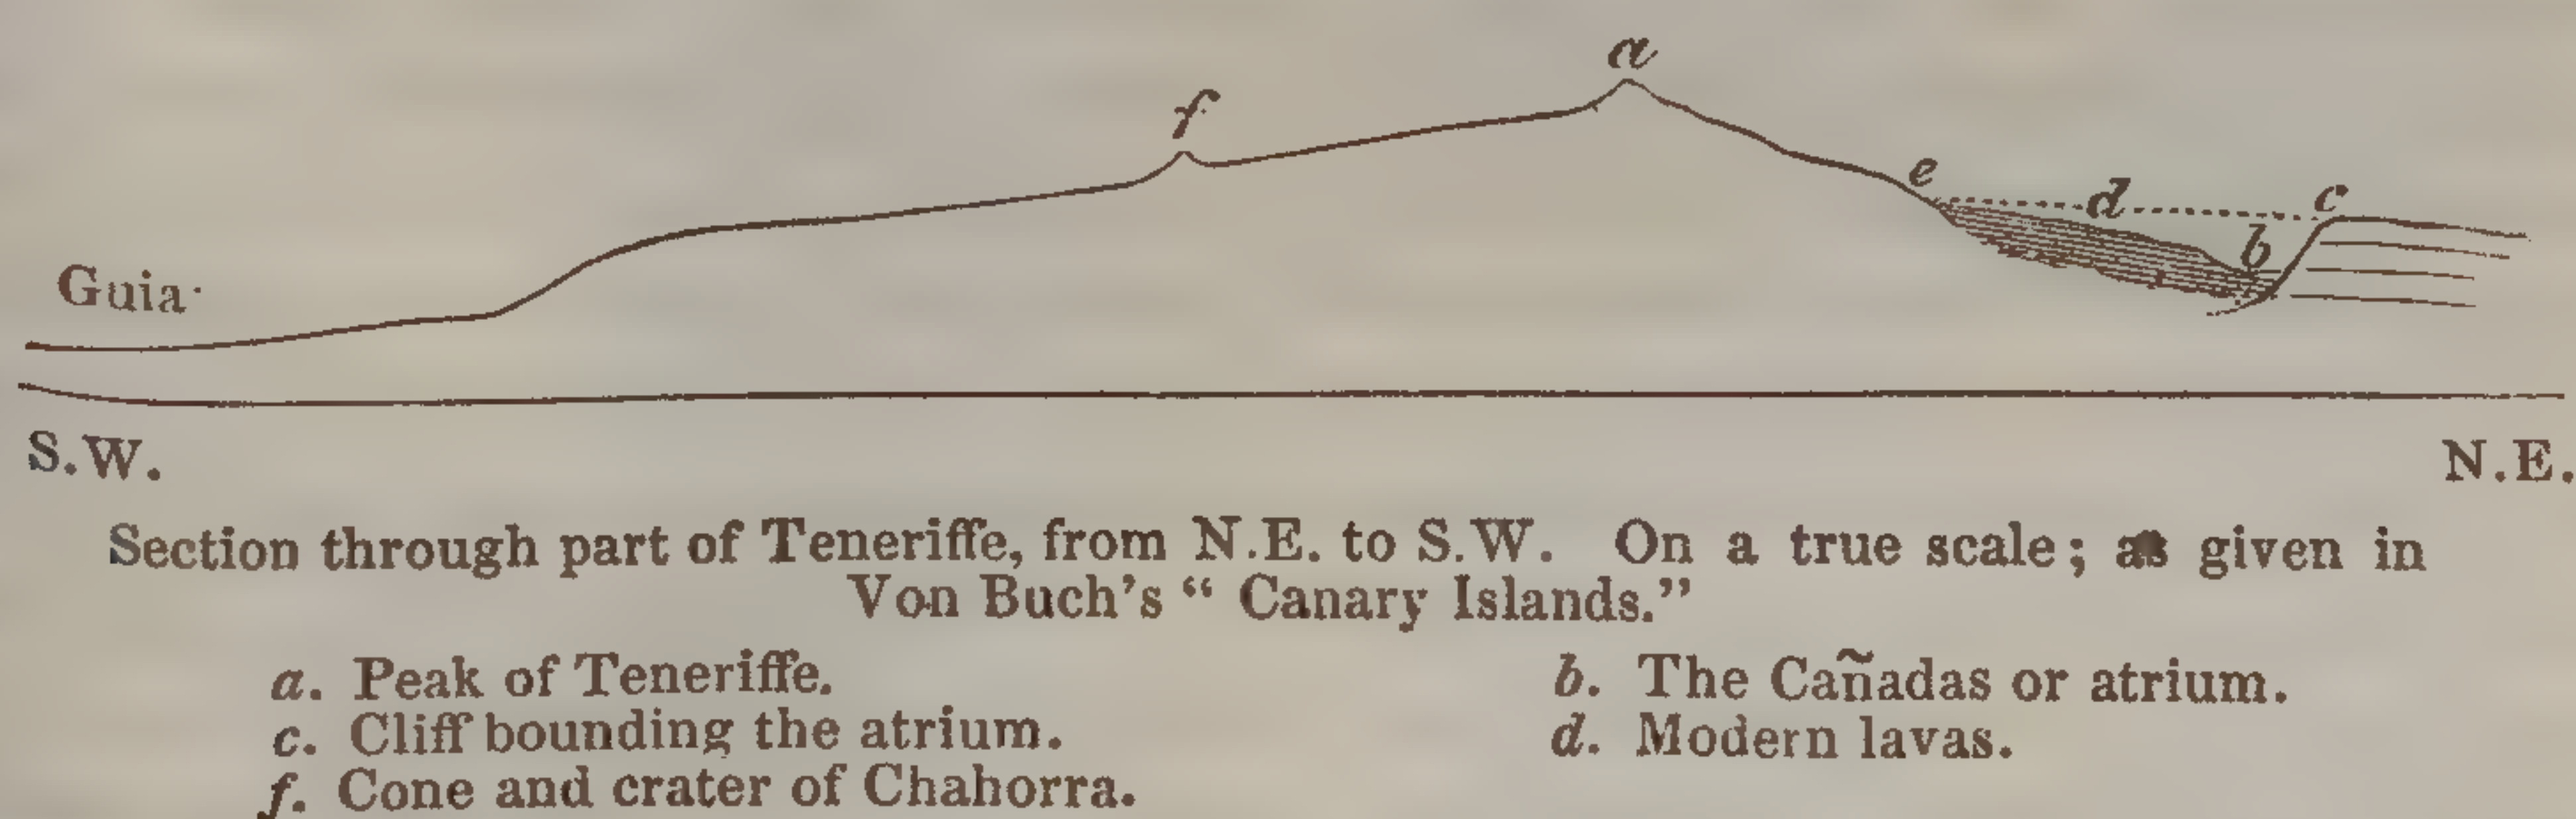 a
f
e
d
c
b
Guia
S.W.
N.E.
Section through part of Teneriffe, from N.E. to S.W. On a true scale; as given in
Von Buch's “Canary Islands.”
a. Peak of Teneriffe.
b. The Cañadas or atrium.
c. Cliff bounding the atrium.
d. Modern lavas.
f. Cone and crater of Chahorra.